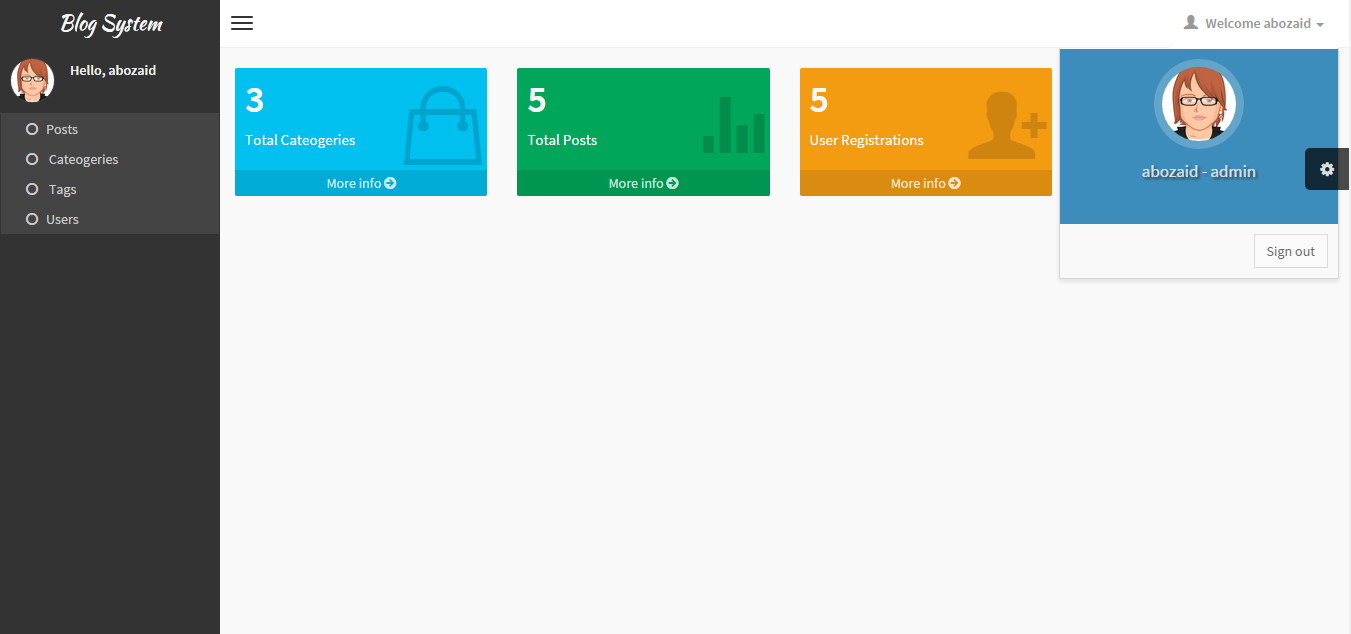 Blog System
Welcome abozaid
Hello, abozaid
Posts
Cateogeries
Tags
Users
3
Total Cateogeries
More info
5
Total Posts
More info
5
User Registrations
More info
abozaid - admin
Sign out